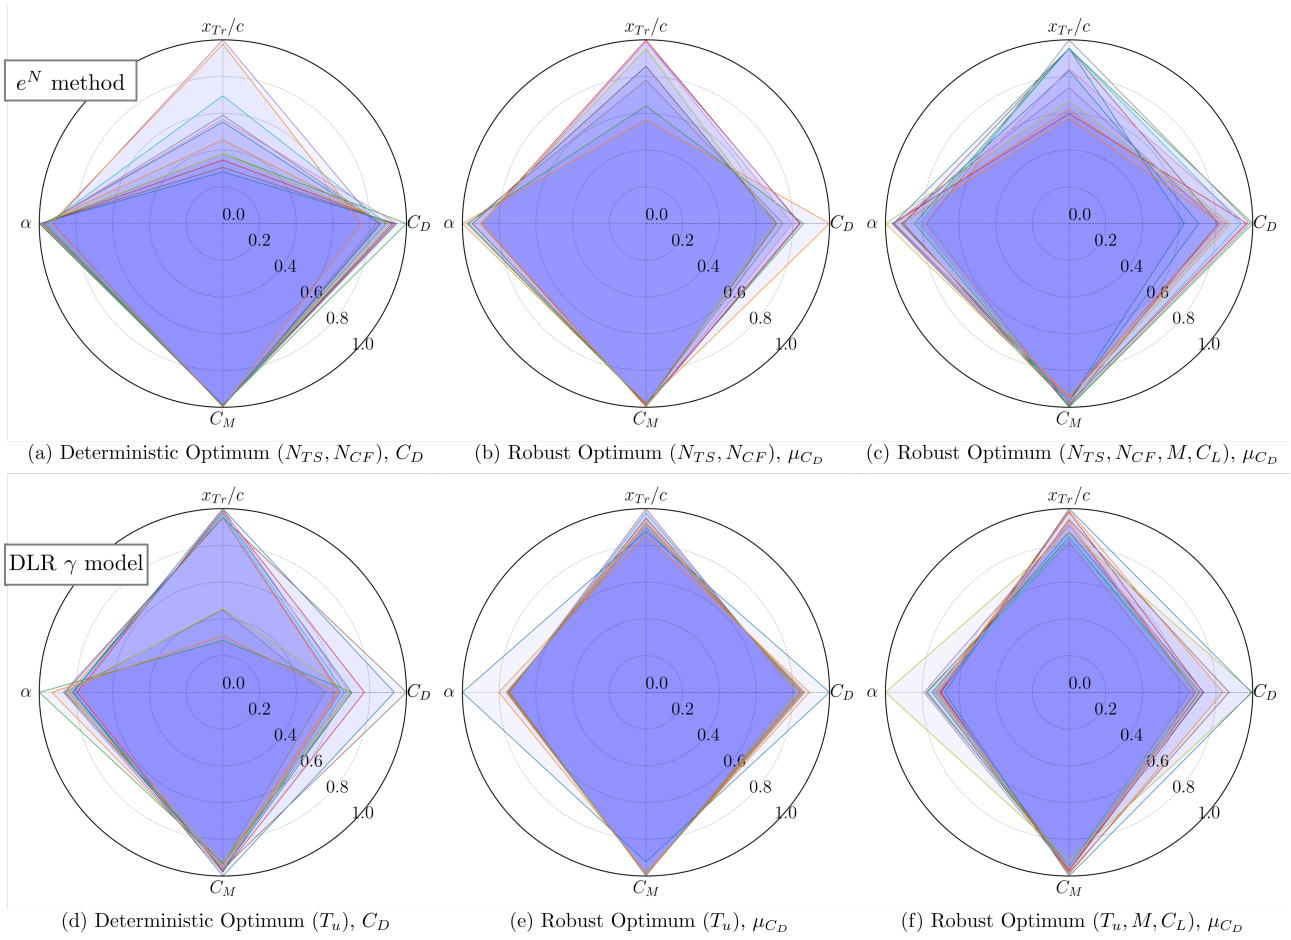 x_{Tr}/c x_{Tr}/c x_{Tr}/c
e^N method
0.0 0.0 0.0
α C_D α C_D α C_D
0.2 0.2 0.2
0.4 0.4 0.4
0.6 0.6 0.6
0.8 0.8 0.8
1.0 1.0 1.0
C_M C_M C_M
(a) Deterministic Optimum (N_{TS}, N_{CF}), C_D (b) Robust Optimum (N_{TS}, N_{CF}), μ_{C_D} (c) Robust Optimum (N_{TS}, N_{CF}, M, C_L), μ_{C_D}
x_{Tr}/c x_{Tr}/c x_{Tr}/c
DLR γ model
0.0 0.0 0.0
α C_D α C_D α C_D
0.2 0.2 0.2
0.4 0.4 0.4
0.6 0.6 0.6
0.8 0.8 0.8
1.0 1.0 1.0
C_M C_M C_M
(d) Deterministic Optimum (T_u), C_D (e) Robust Optimum (T_u), μ_{C_D} (f) Robust Optimum (T_u, M, C_L), μ_{C_D}